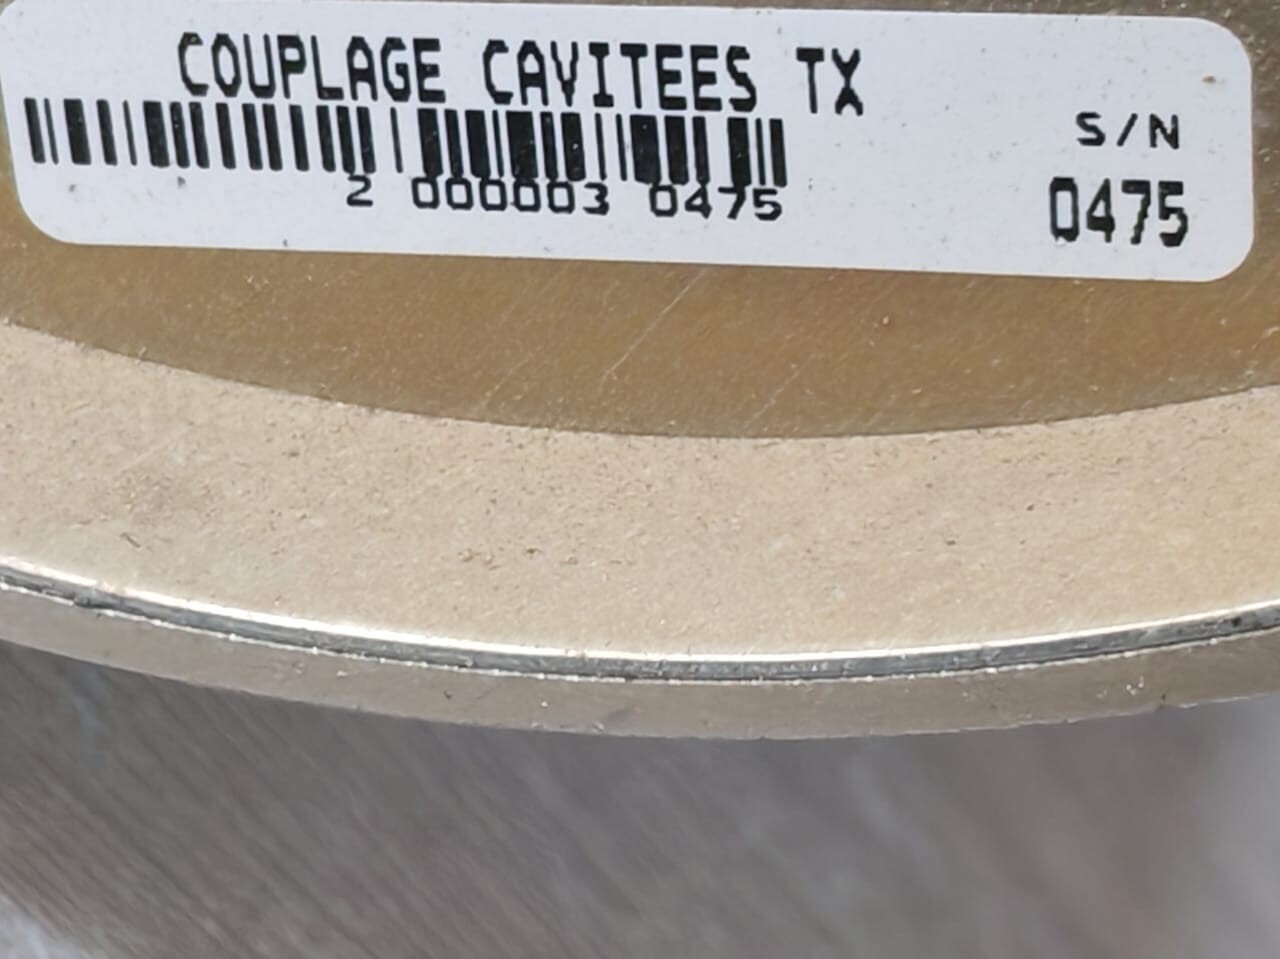 COUPLAGE CAVITEES TX
2 000003 0475
S/N
0475